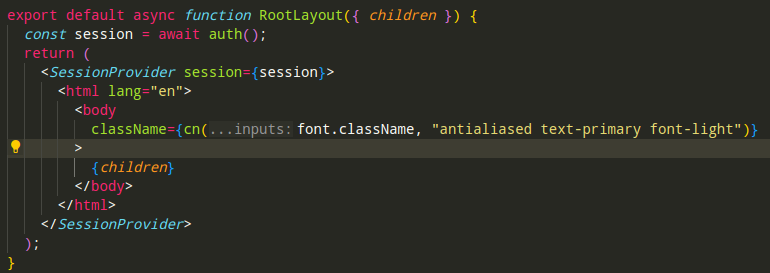 export default async function RootLayout({ children }) {
  const session = await auth();
  return (
    <SessionProvider session={session}>
      <html lang="en">
        <body
          className={cn(...inputs: font.className, "antialiased text-primary font-light")}
        >
          {children}
        </body>
      </html>
    </SessionProvider>
  );
}